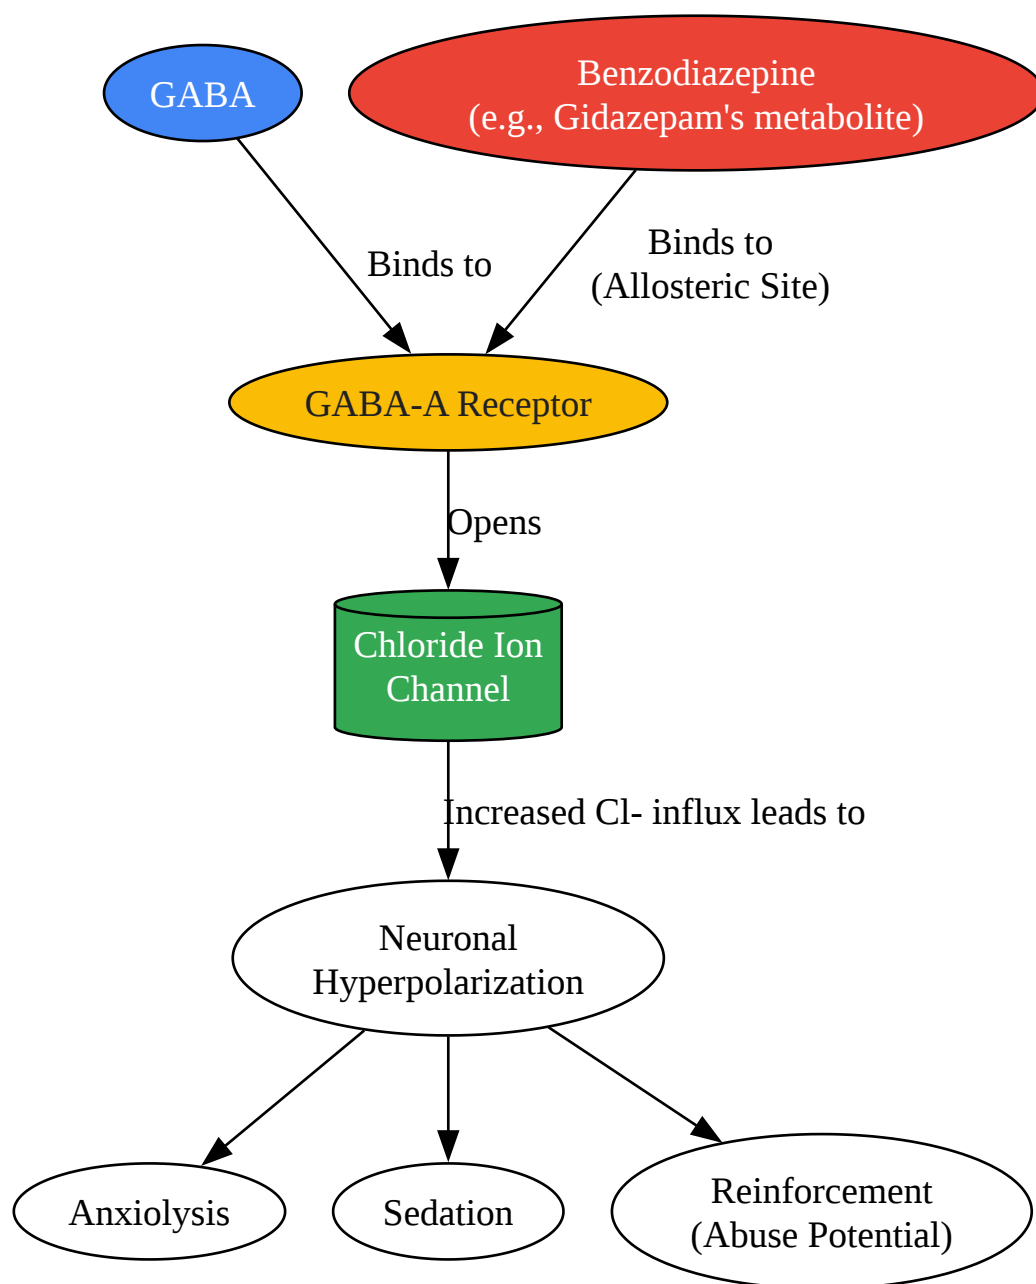 GABA
Benzodiazepine
(e.g., Gidazepam's metabolite)
Binds to
Binds to
(Allosteric Site)
GABA-A Receptor
Opens
Chloride Ion
Channel
Increased Cl- influx leads to
Neuronal
Hyperpolarization
Anxiolysis
Sedation
Reinforcement
(Abuse Potential)